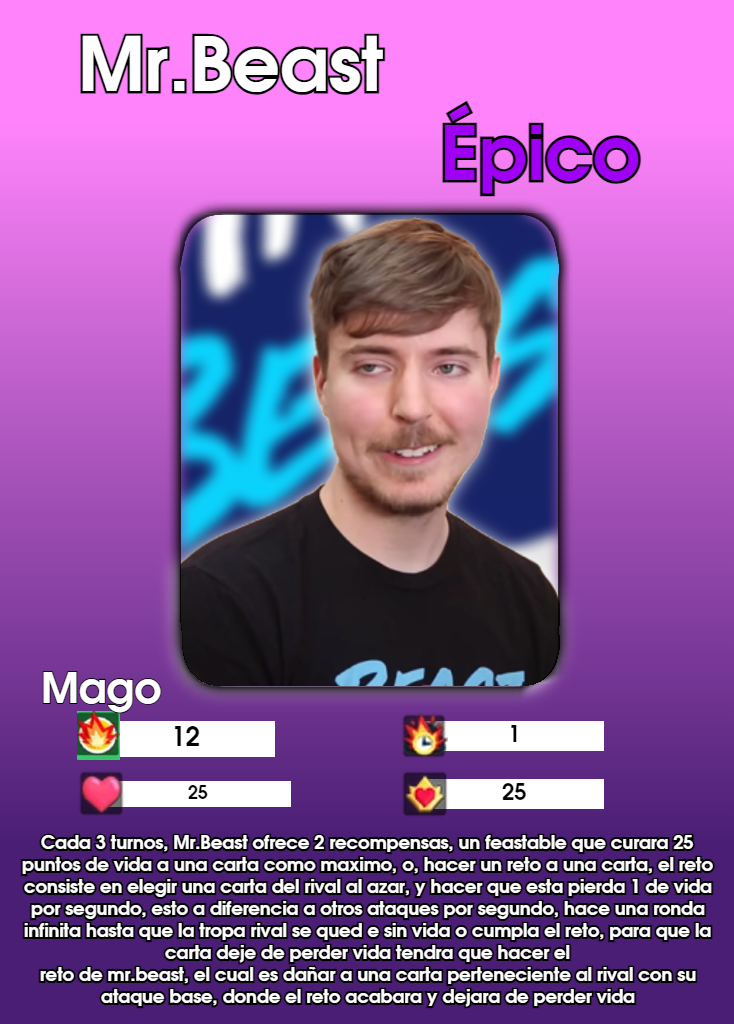 Mr.Beast
Épico
BEAS
BEAST
Mago
12
1
25
25
Cada 3 turnos, Mr.Beast ofrece 2 recompensas, un feastable que curara 25
puntos de vida a una carta como maximo, o, hacer un reto a una carta, el reto
consiste en elegir una carta del rival al azar, y hacer que esta pierda 1 de vida
por segundo, esto a diferencia a otros ataques por segundo, hace una ronda
infinita hasta que la tropa rival se qued e sin vida o cumpla el reto, para que la
carta deje de perder vida tendra que hacer el
reto de mr.beast, el cual es dañar a una carta perteneciente al rival con su
ataque base, donde el reto acabara y dejara de perder vida